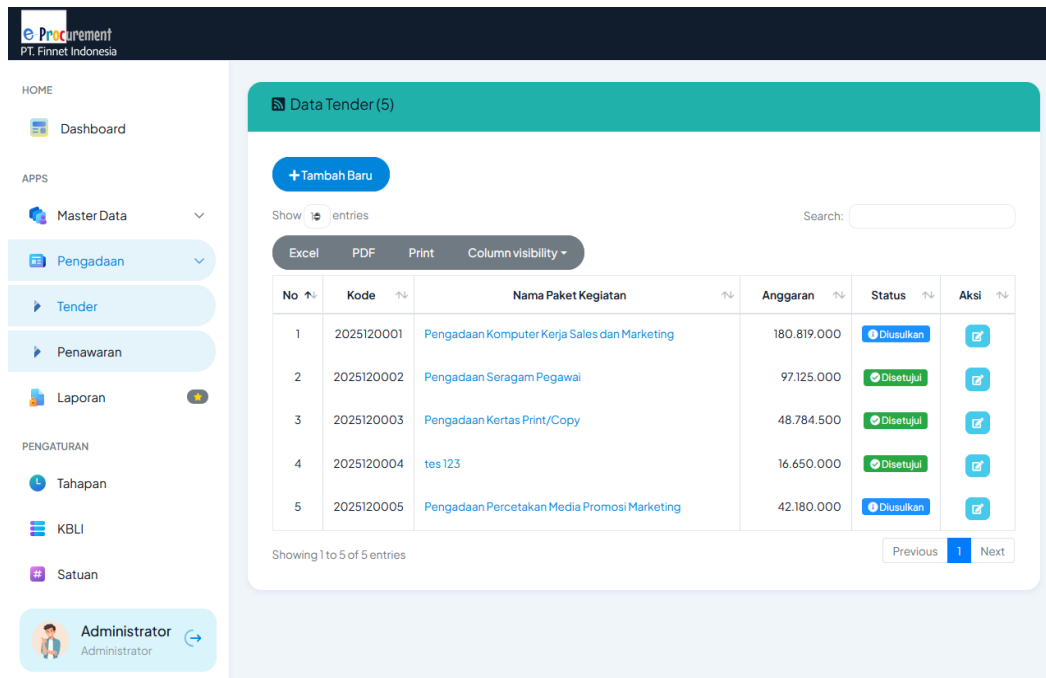 e-Procurement
PT. Finnet Indonesia
HOME
Dashboard
APPS
Master Data
Pengadaan
Tender
Penawaran
Laporan
PENGATURAN
Tahapan
KBLI
Satuan
Administrator
Administrator
Data Tender (5)
+ Tambah Baru
Show 10 entries
Search:
Excel PDF Print Column visibility
No Kode Nama Paket Kegiatan Anggaran Status Aksi
1 2025120001 Pengadaan Komputer Kerja Sales dan Marketing 180.819.000 Diusulkan
2 2025120002 Pengadaan Seragam Pegawai 97.125.000 Disetujui
3 2025120003 Pengadaan Kertas Print/Copy 48.784.500 Disetujui
4 2025120004 tes 123 16.650.000 Disetujui
5 2025120005 Pengadaan Percetakan Media Promosi Marketing 42.180.000 Diusulkan
Showing 1 to 5 of 5 entries
Previous 1 Next